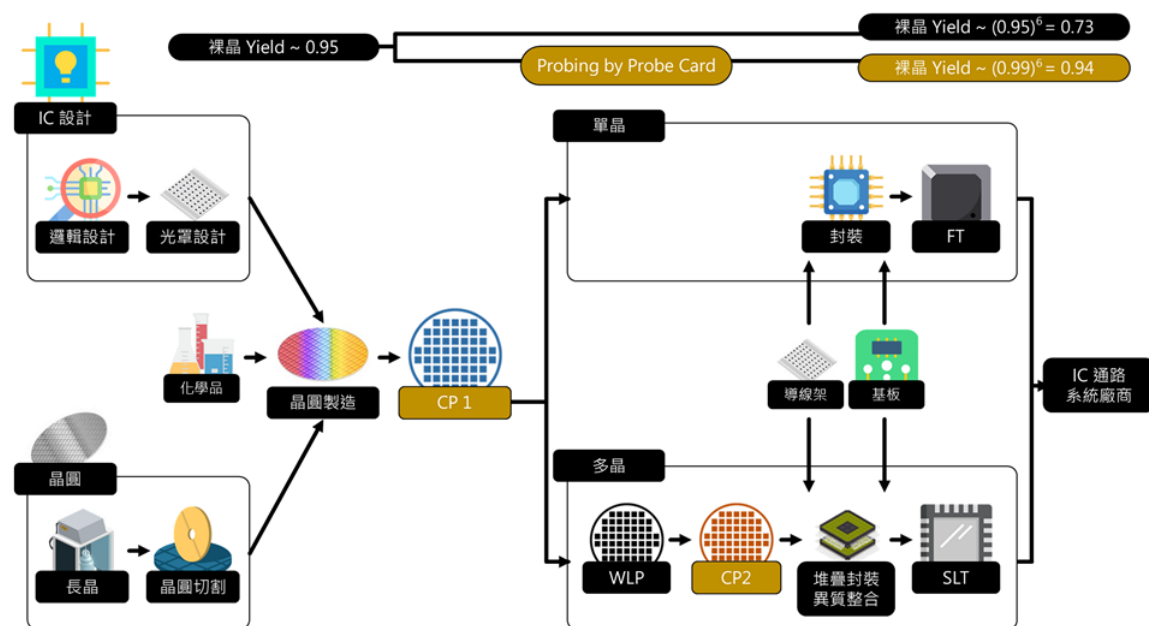 裸晶 Yield ~ 0.95
裸晶 Yield ~ (0.95)⁶ = 0.73
Probing by Probe Card
裸晶 Yield ~ (0.99)⁶ = 0.94
IC 設計
邏輯設計
光罩設計
化學品
晶圓製造
CP 1
晶圓
長晶
晶圓切割
單晶
封裝
FT
導線架
基板
多晶
WLP
CP2
堆疊封裝
異質整合
SLT
IC 通路
系統廠商